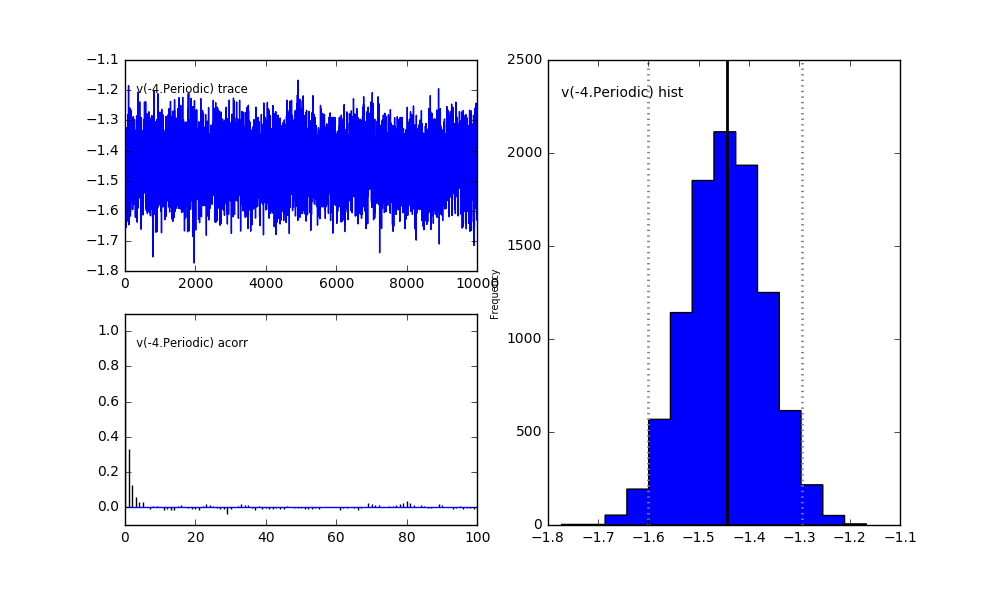 −1.1
−1.2
−1.3
−1.4
−1.5
−1.6
−1.7
−1.8
v(-4.Periodic) trace
0 2000 4000 6000 8000 10000
1.0
0.8
0.6
0.4
0.2
0.0
v(-4.Periodic) acorr
0 20 40 60 80 100
Frequency
2500
2000
1500
1000
500
0
v(-4.Periodic) hist
−1.8 −1.7 −1.6 −1.5 −1.4 −1.3 −1.2 −1.1